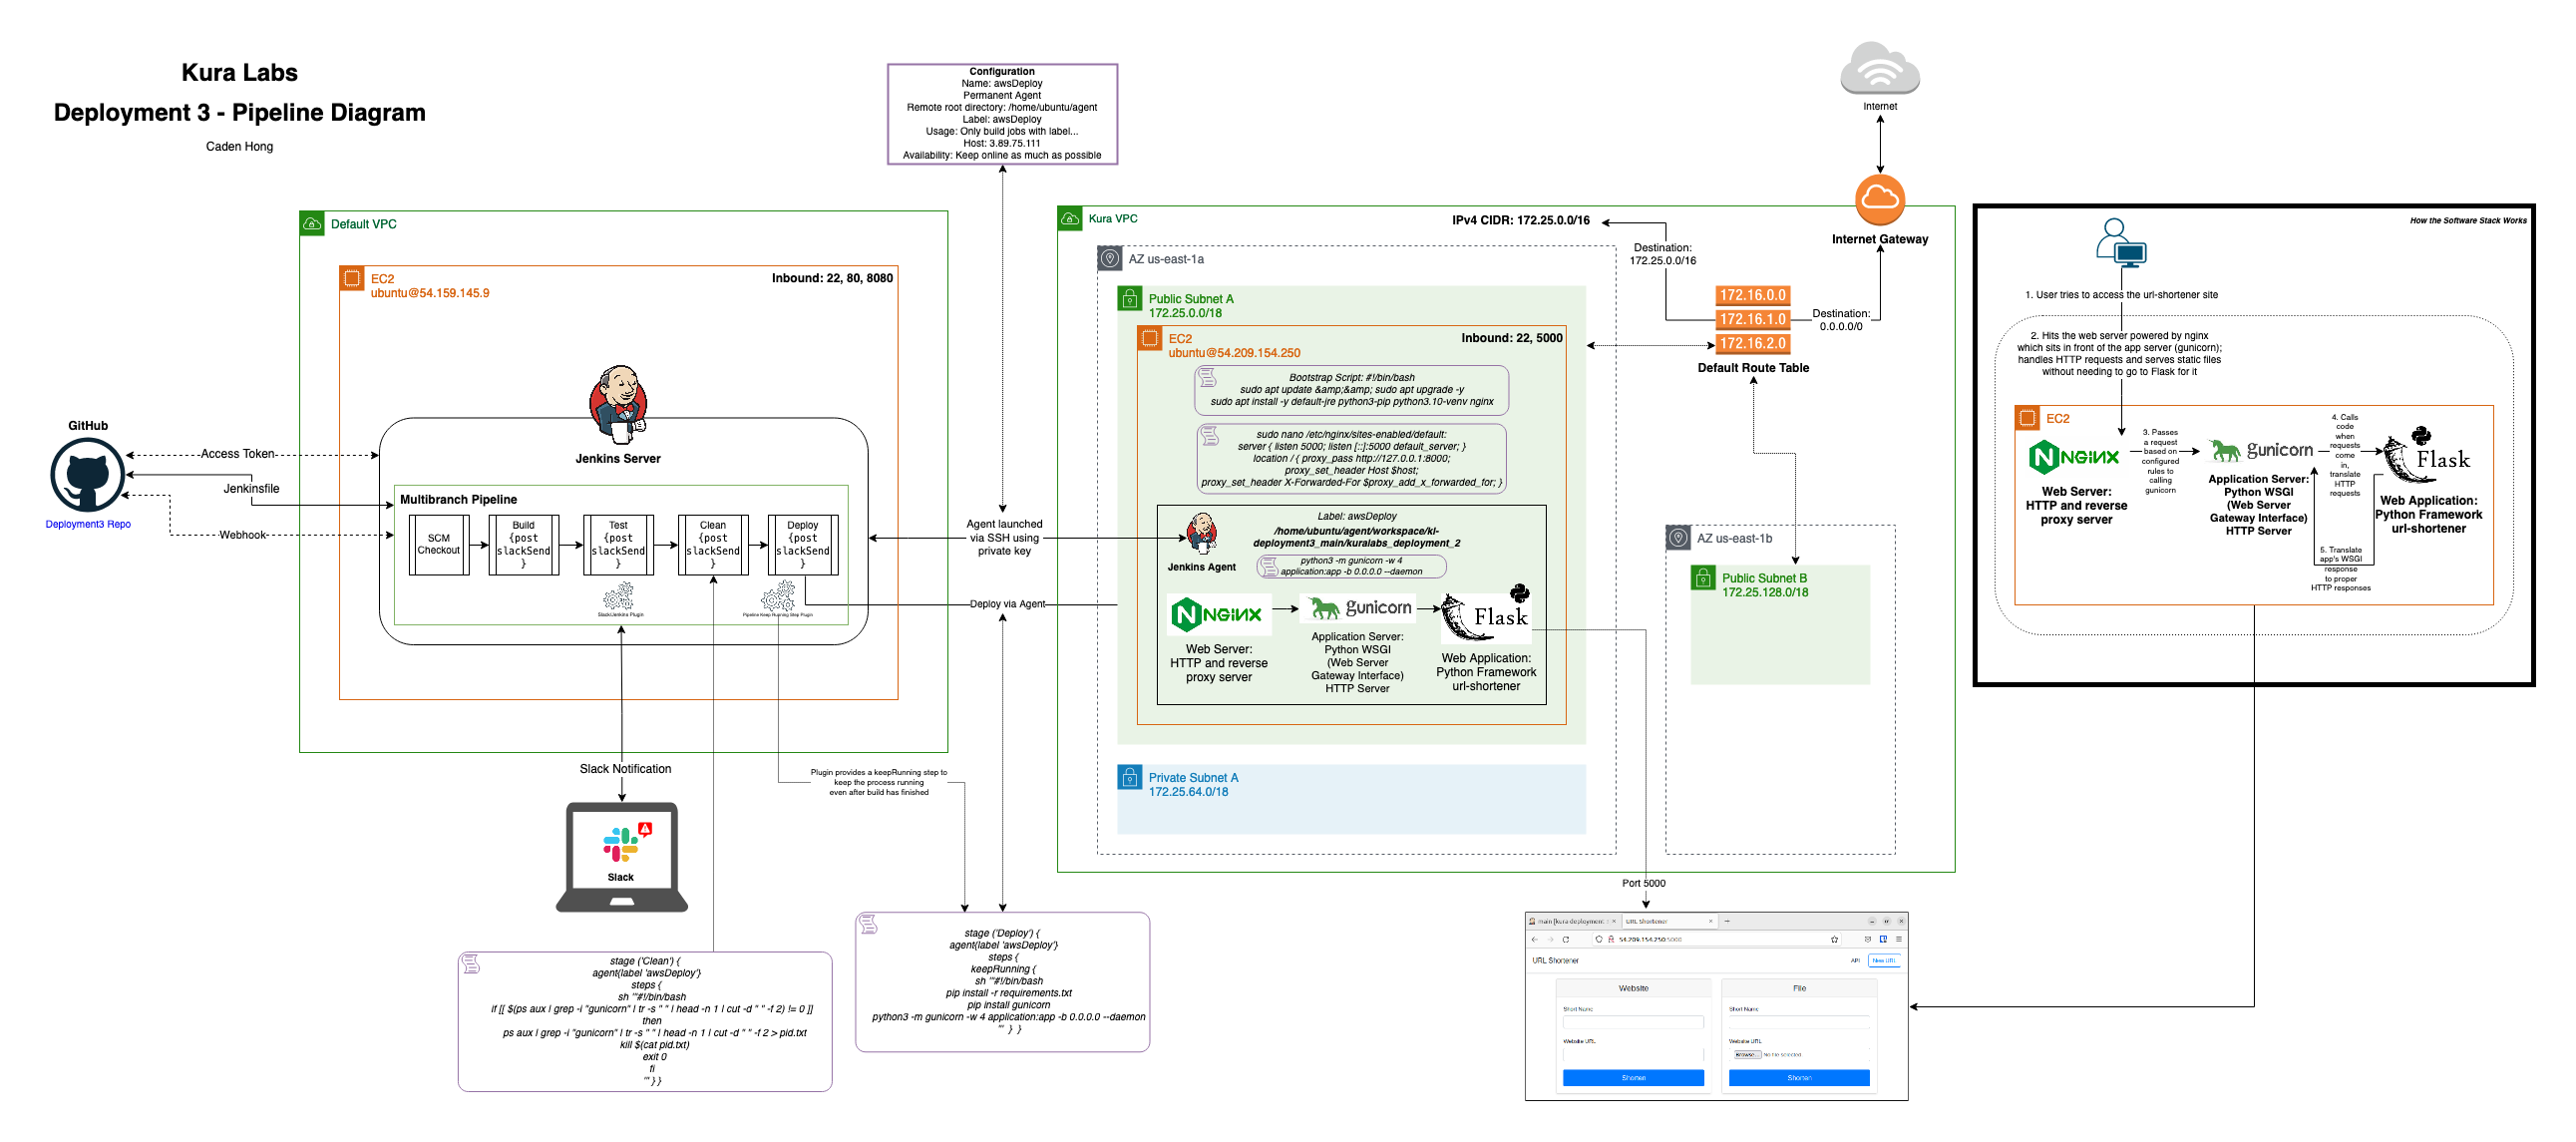 Kura Labs
Deployment 3 - Pipeline Diagram
Caden Hong
Configuration
Name: awsDeploy
Permanent Agent
Remote root directory: /home/ubuntu/agent
Label: awsDeploy
Usage: Only build jobs with label...
Host: 3.89.75.111
Availability: Keep online as much as possible
Internet
Internet Gateway
GitHub
Deployment3 Repo
Access Token
Jenkinsfile
Webhook
Default VPC
EC2
ubuntu@54.159.145.9
Inbound: 22, 80, 8080
Jenkins Server
Multibranch Pipeline
SCM
Checkout
Build
{post
slackSend
}
Test
{post
slackSend
}
Clean
{post
slackSend
}
Deploy
{post
slackSend
}
Slack/Jenkins Plugin
Pipeline Keep Running Step Plugin
Slack Notification
Slack
Plugin provides a keepRunning step to
keep the process running
even after build has finished
Agent launched
via SSH using
private key
Deploy via Agent
stage ('Clean') {
agent{label 'awsDeploy'}
steps {
sh '''#!/bin/bash
if [[ $(ps aux | grep -i "gunicorn" | tr -s " " | head -n 1 | cut -d " " -f 2) != 0 ]]
then
ps aux | grep -i "gunicorn" | tr -s " " | head -n 1 | cut -d " " -f 2 > pid.txt
kill $(cat pid.txt)
exit 0
fi
''' } }
stage ('Deploy') {
agent{label 'awsDeploy'}
steps {
keepRunning {
sh '''#!/bin/bash
pip install -r requirements.txt
pip install gunicorn
python3 -m gunicorn -w 4 application:app -b 0.0.0.0 --daemon
''' } }
Kura VPC
IPv4 CIDR: 172.25.0.0/16
AZ us-east-1a
Public Subnet A
172.25.0.0/18
EC2
ubuntu@54.209.154.250
Inbound: 22, 5000
Bootstrap Script: #!/bin/bash
sudo apt update &amp;&amp; sudo apt upgrade -y
sudo apt install -y default-jre python3-pip python3.10-venv nginx
sudo nano /etc/nginx/sites-enabled/default:
server { listen 5000; listen [::]:5000 default_server; }
location / { proxy_pass http://127.0.0.1:8000;
proxy_set_header Host $host;
proxy_set_header X-Forwarded-For $proxy_add_x_forwarded_for; }
Jenkins Agent
Label: awsDeploy
/home/ubuntu/agent/workspace/kl-
deployment3_main/kuralabs_deployment_2
python3 -m gunicorn -w 4
application:app -b 0.0.0.0 --daemon
NGINX
Web Server:
HTTP and reverse
proxy server
gunicorn
Application Server:
Python WSGI
(Web Server
Gateway Interface)
HTTP Server
Flask
Web Application:
Python Framework
url-shortener
Private Subnet A
172.25.64.0/18
Destination:
172.25.0.0/16
172.16.0.0
172.16.1.0
172.16.2.0
Default Route Table
Destination:
0.0.0.0/0
AZ us-east-1b
Public Subnet B
172.25.128.0/18
Port 5000
main [kura deployment
URL Shortener
54.209.154.250:5000
URL Shortener
API
New URL
Website
Short Name
Website URL
Shorten
File
Short Name
Website URL
Browse...
No file selected.
Shorten
How the Software Stack Works
1. User tries to access the url-shortener site
2. Hits the web server powered by nginx
which sits in front of the app server (gunicorn);
handles HTTP requests and serves static files
without needing to go to Flask for it
EC2
NGINX
Web Server:
HTTP and reverse
proxy server
3. Passes
a request
based on
configured
rules to
calling
gunicorn
gunicorn
Application Server:
Python WSGI
(Web Server
Gateway Interface)
HTTP Server
4. Calls
code
when
requests
come
in,
translate
HTTP
requests
Flask
Web Application:
Python Framework
url-shortener
5. Translate
app's WSGI
response
to proper
HTTP responses